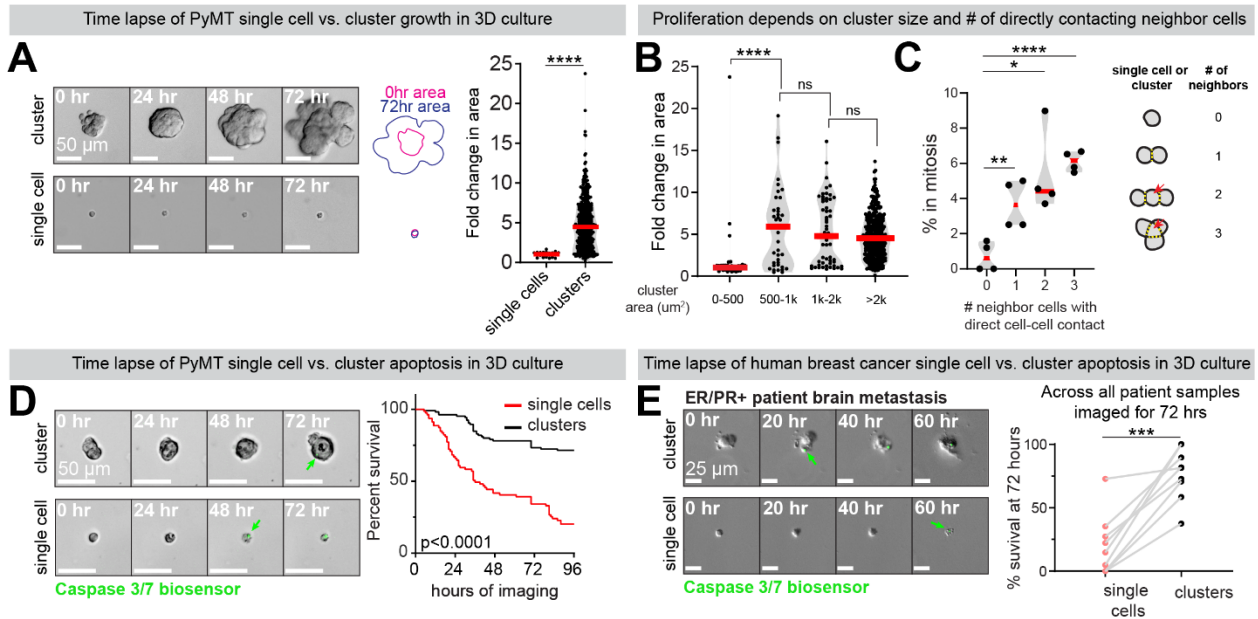 Time lapse of PyMT single cell vs. cluster growth in 3D culture
A
cluster
0 hr
24 hr
48 hr
72 hr
50 µm
single cell
0 hr
24 hr
48 hr
72 hr
0hr area
72hr area
Fold change in area
25
20
15
10
5
0
****
single cells
clusters
Proliferation depends on cluster size and # of directly contacting neighbor cells
B
Fold change in area
25
20
15
10
5
0
****
ns
ns
cluster
area (um²)
0-500
500-1k
1k-2k
>2k
C
% in mitosis
10
8
6
4
2
0
****
*
**
0
1
2
3
# neighbor cells with
direct cell-cell contact
single cell or
cluster
# of
neighbors
0
1
2
3
Time lapse of PyMT single cell vs. cluster apoptosis in 3D culture
D
cluster
0 hr
24 hr
48 hr
72 hr
50 µm
single cell
0 hr
24 hr
48 hr
72 hr
Caspase 3/7 biosensor
Percent survival
100
75
50
25
0
single cells
clusters
p<0.0001
0
24
48
72
96
hours of imaging
Time lapse of human breast cancer single cell vs. cluster apoptosis in 3D culture
E
ER/PR+ patient brain metastasis
cluster
0 hr
20 hr
40 hr
60 hr
25 µm
single cell
0 hr
20 hr
40 hr
60 hr
Caspase 3/7 biosensor
Across all patient samples
imaged for 72 hrs
% survival at 72 hours
100
75
50
25
0
***
single
cells
clusters